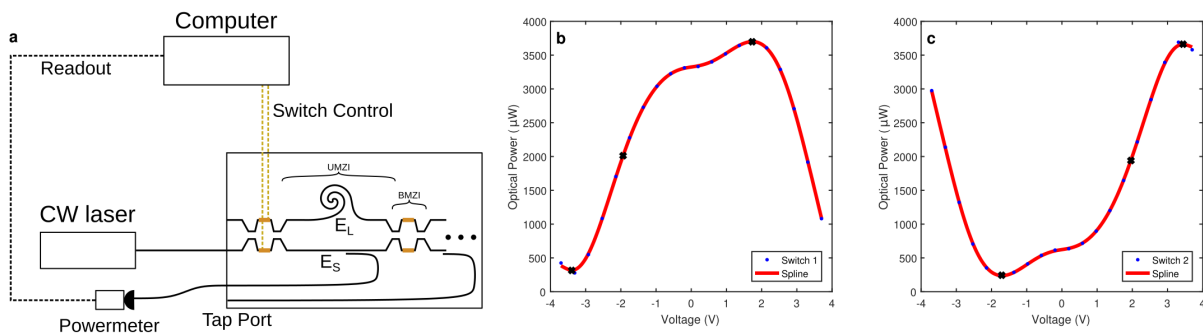 a
Computer
Readout
Switch Control
UMZI
BMZI
CW laser
E_L
E_S
Powermeter
Tap Port
b
4000
3500
3000
2500
2000
1500
1000
500
0
Optical Power ( μW)
-4 -3 -2 -1 0 1 2 3 4
Voltage (V)
Switch 1
Spline
c
4000
3500
3000
2500
2000
1500
1000
500
0
Optical Power ( μW)
-4 -3 -2 -1 0 1 2 3 4
Voltage (V)
Switch 2
Spline